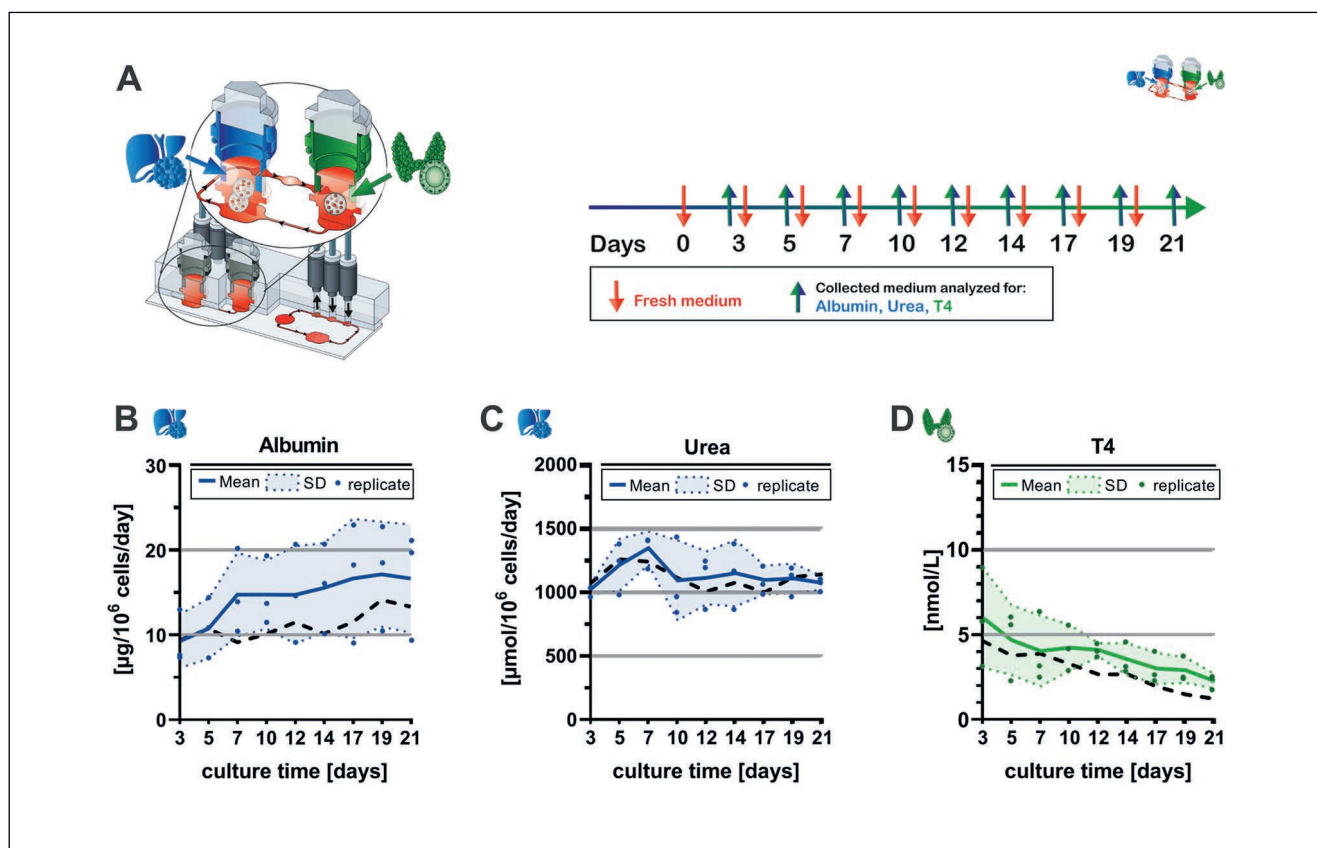 A
Days 0 3 5 7 10 12 14 17 19 21
Fresh medium
Collected medium analyzed for:
Albumin, Urea, T4
B
Albumin
Mean SD replicate
[µg/10⁶ cells/day]
30
20
10
0
3 5 7 10 12 14 17 19 21
culture time [days]
C
Urea
Mean SD replicate
[µmol/10⁶ cells/day]
2000
1500
1000
500
0
3 5 7 10 12 14 17 19 21
culture time [days]
D
T4
Mean SD replicate
[nmol/L]
15
10
5
0
3 5 7 10 12 14 17 19 21
culture time [days]